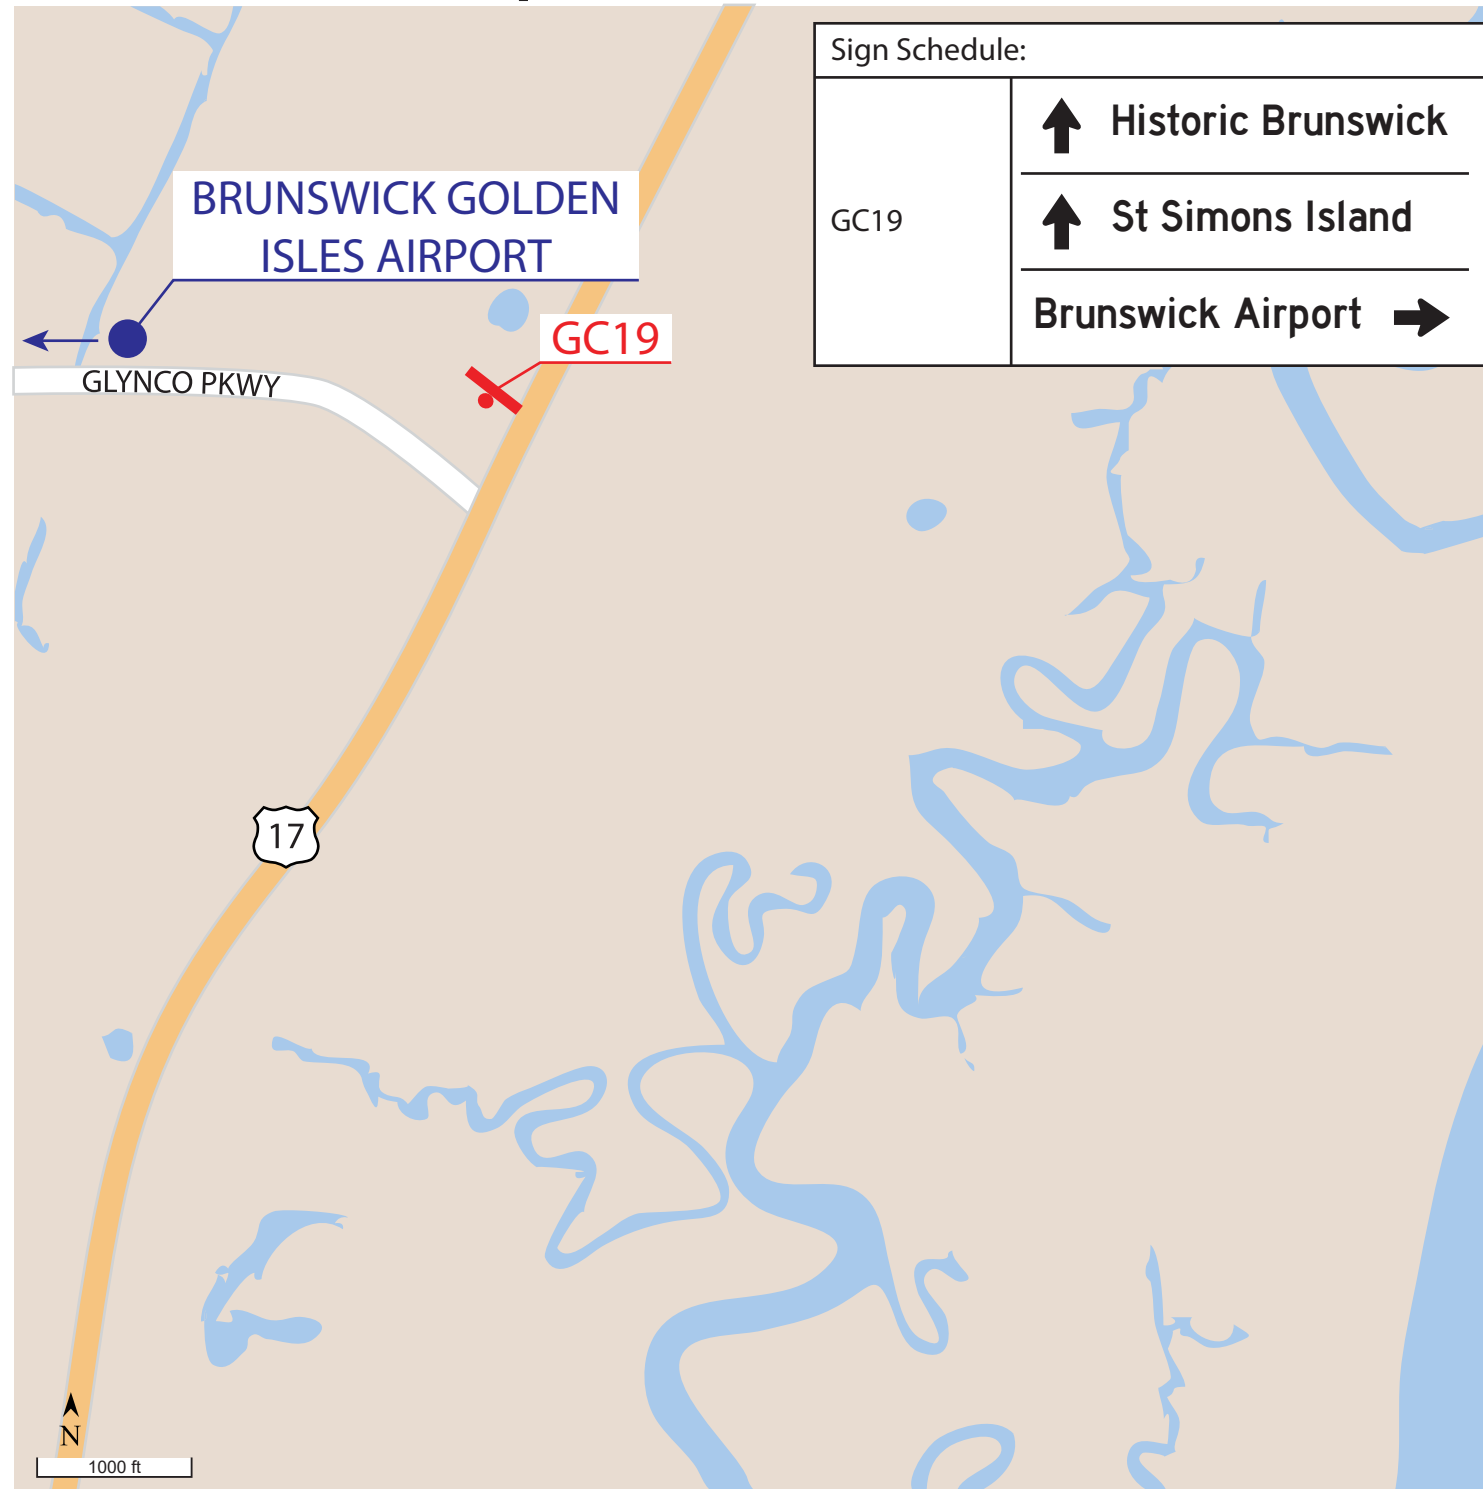 Sign Schedule:
GC19
Historic Brunswick
St Simons Island
Brunswick Airport
BRUNSWICK GOLDEN
ISLES AIRPORT
GC19
GLYNCO PKWY
17
N
1000 ft